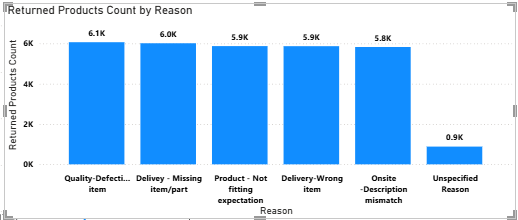 Returned Products Count by Reason
Returned Products Count
6K
4K
2K
0K
6.1K
6.0K
5.9K
5.9K
5.8K
0.9K
Quality-Defecti...
item
Delivey - Missing
item/part
Product - Not
fitting
expectation
Delivery-Wrong
item
Onsite
-Description
mismatch
Unspecified
Reason
Reason